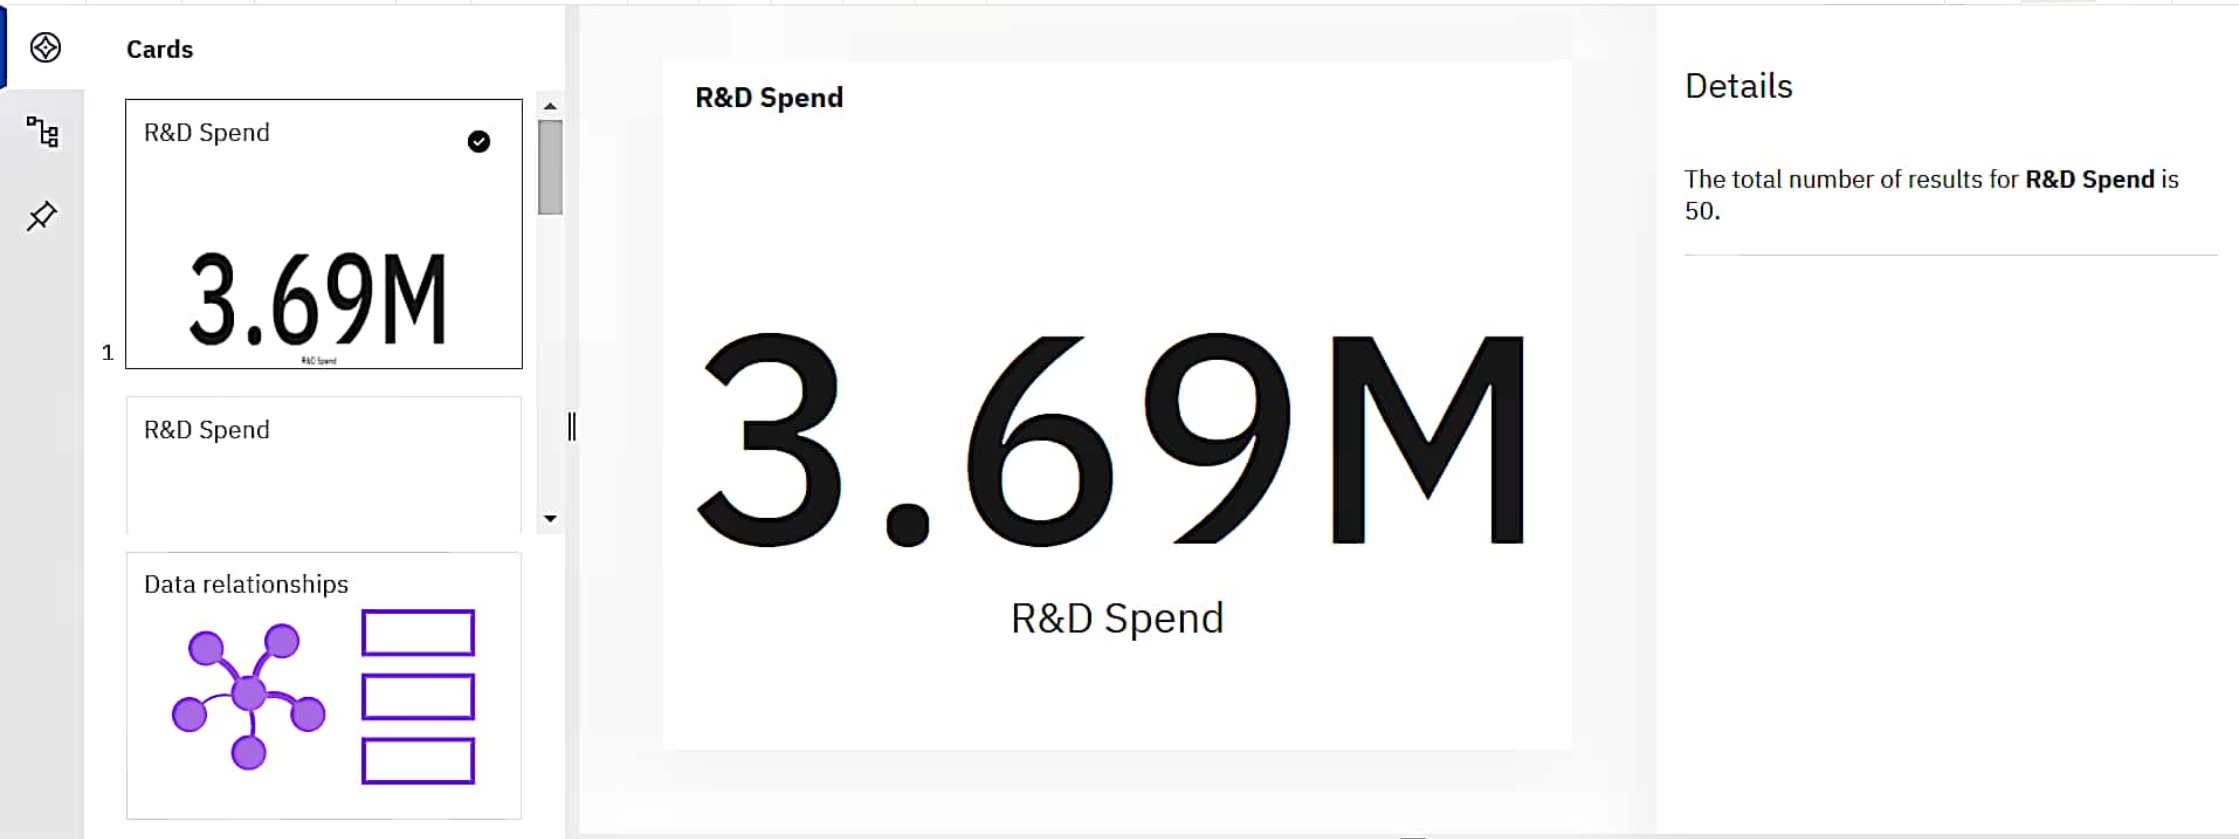 Cards
R&D Spend
3.69M
R&D Spend
1
R&D Spend
Data relationships
R&D Spend
3.69M
R&D Spend
Details
The total number of results for R&D Spend is
50.